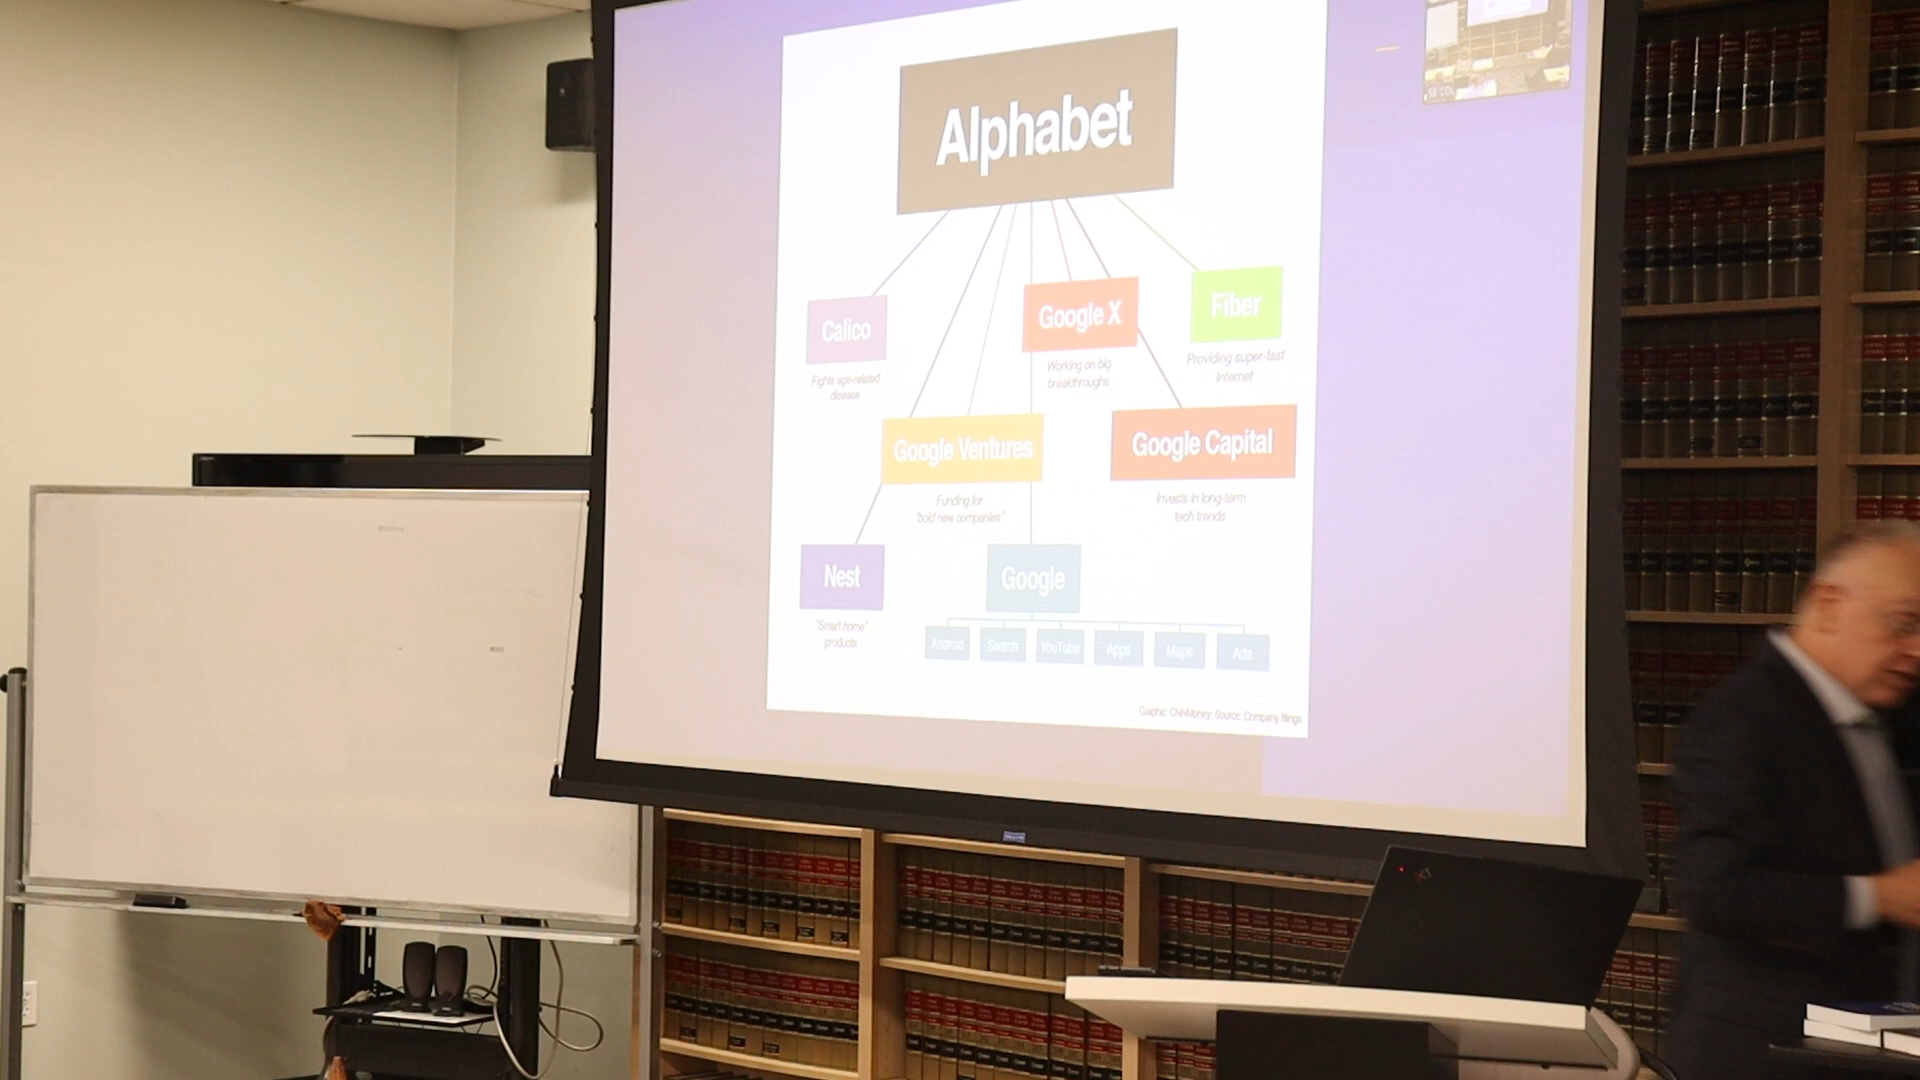 Alphabet
Calico
Fights age-related
disease
Google X
Working on big
breakthroughs
Fiber
Providing super-fast
Internet
Google Ventures
Funding for
"bold new companies"
Google Capital
Invests in long-term
tech trends
Nest
"Smart home"
products
Google
Android
Search
YouTube
Apps
Maps
Ads
Graphic: CNNMoney; Source: Company filings
X1